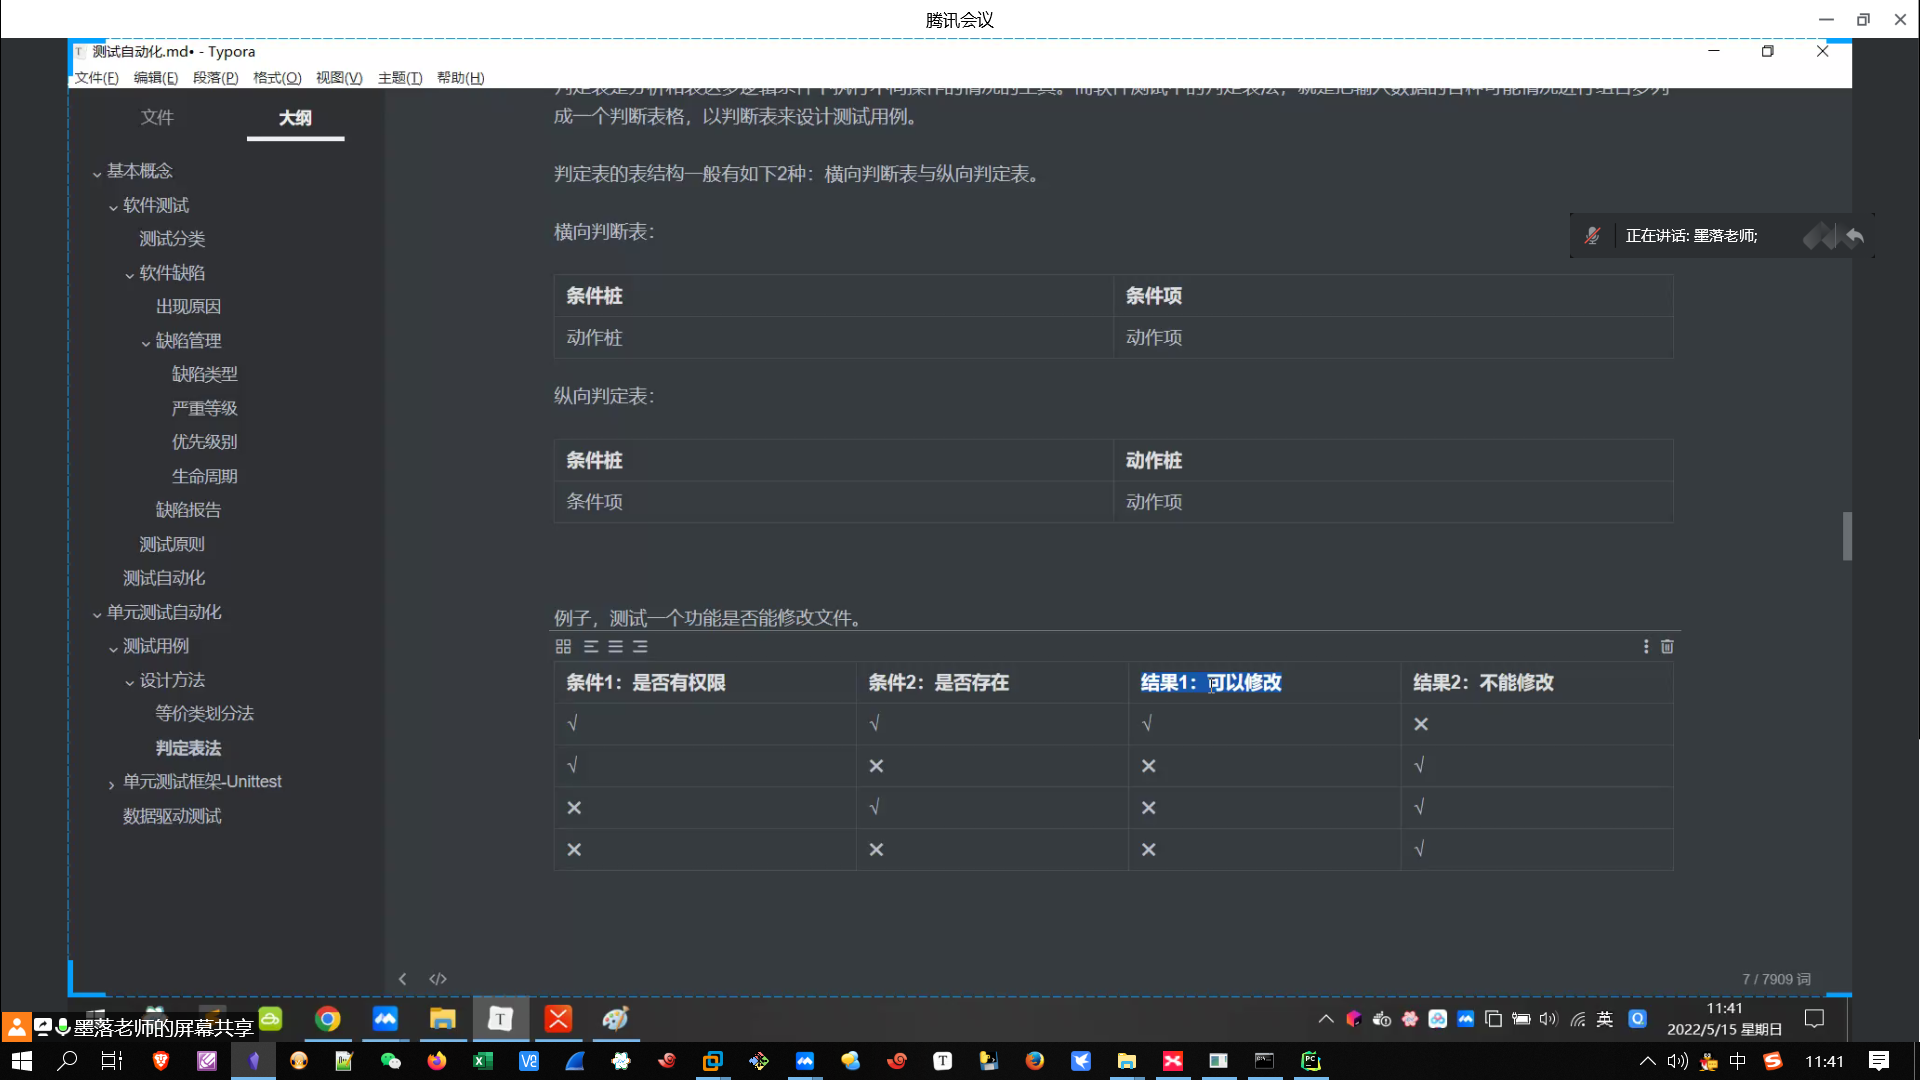 腾讯会议
测试自动化.md• - Typora
文件(F) 编辑(E) 段落(P) 格式(O) 视图(V) 主题(T) 帮助(H)
文件 大纲
基本概念
软件测试
测试分类
软件缺陷
出现原因
缺陷管理
缺陷类型
严重等级
优先级别
生命周期
缺陷报告
测试原则
测试自动化
单元测试自动化
测试用例
设计方法
等价类划分法
判定表法
单元测试框架-Unittest
数据驱动测试
成一个判断表格，以判断表来设计测试用例。
判定表的表结构一般有如下2种：横向判断表与纵向判定表。
横向判断表：
条件桩 条件项
动作桩 动作项
纵向判定表：
条件桩 动作桩
条件项 动作项
例子，测试一个功能是否能修改文件。
条件1：是否有权限 条件2：是否存在 结果1：可以修改 结果2：不能修改
√ √ √ ×
√ × × √
× √ × √
× × × √
正在讲话: 墨落老师;
7 / 7909 词
墨落老师的屏幕共享
英
11:41
2022/5/15 星期日
中
11:41